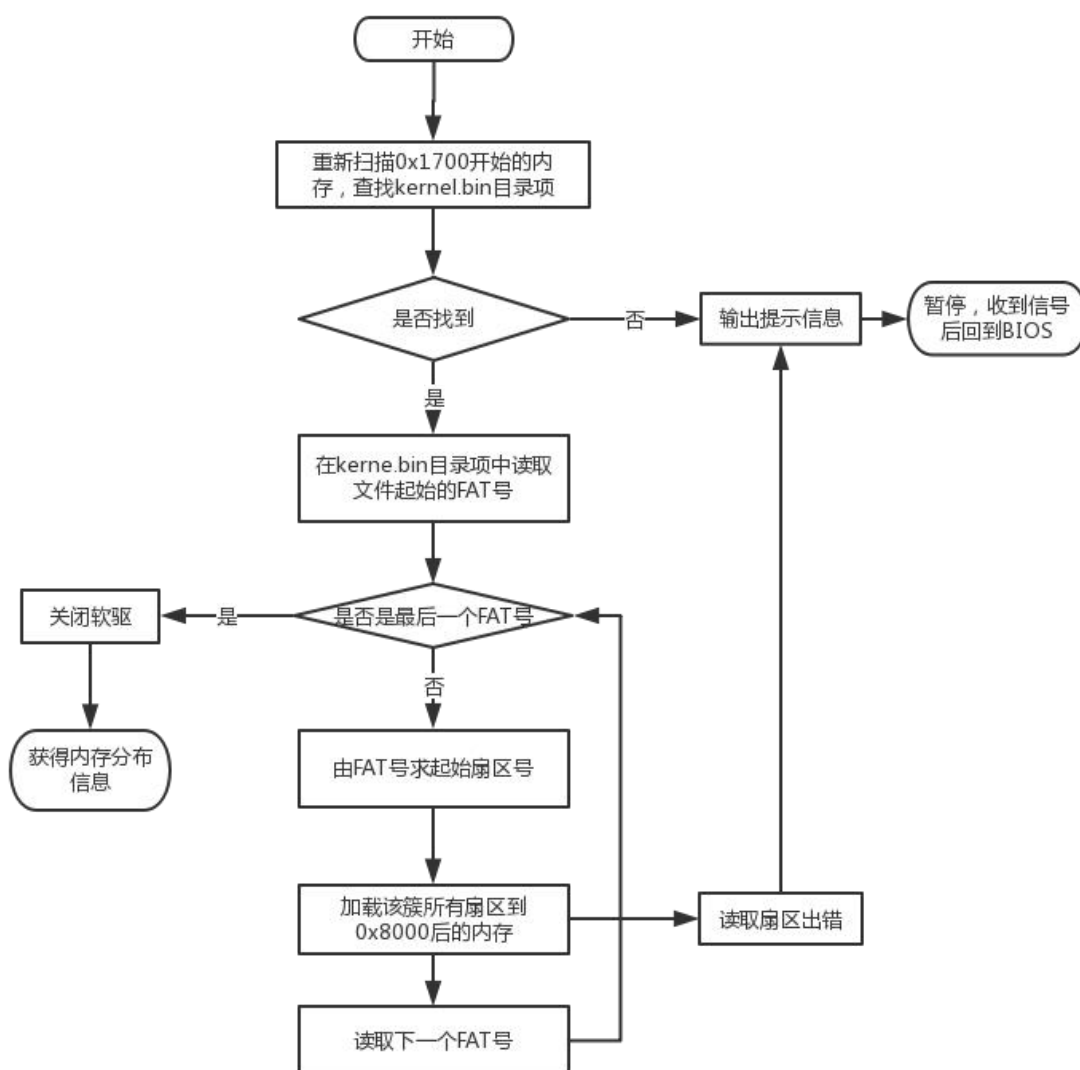 开始
重新扫描0x1700开始的内
存，查找kernel.bin目录项
是否找到
否
输出提示信息
暂停，收到信号
后回到BIOS
是
在kerne.bin目录项中读取
文件起始的FAT号
是否是最后一个FAT号
是
关闭软驱
否
获得内存分布
信息
由FAT号求起始扇区号
加载该簇所有扇区到
0x8000后的内存
读取扇区出错
读取下一个FAT号